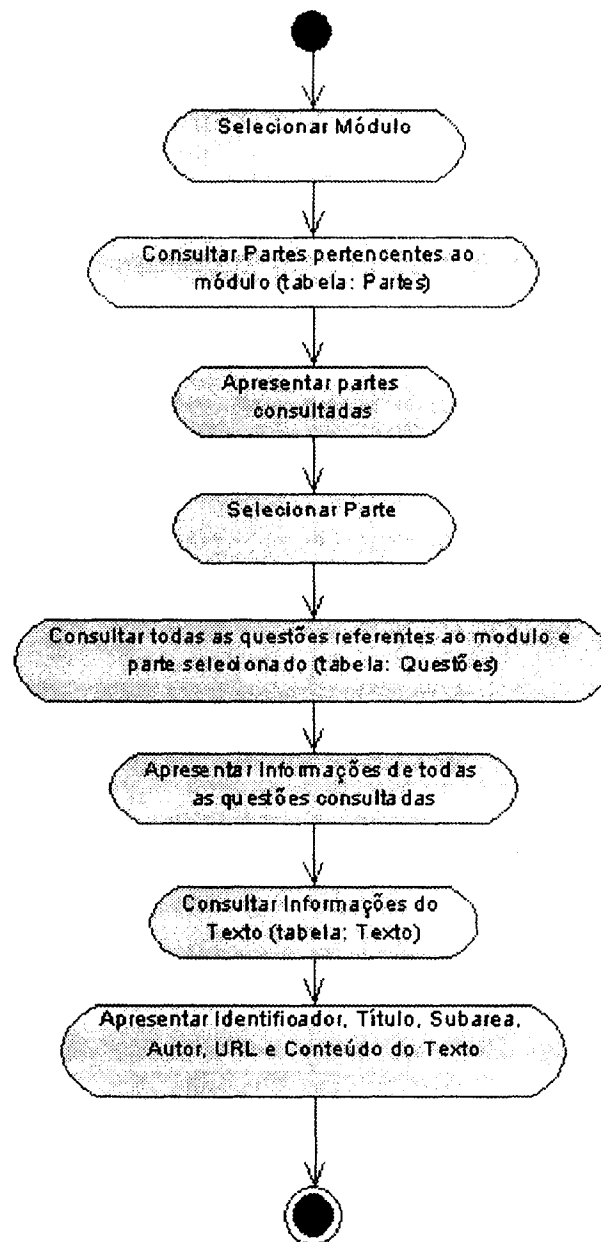 Selecionar Módulo
Consultar Partes pertencentes ao
módulo (tabela: Partes)
Apresentar partes
consultadas
Selecionar Parte
Consultar todas as questões referentes ao modulo e
parte selecionado (tabela: Questões)
Apresentar Informações de todas
as questões consultadas
Consultar Informações do
Texto (tabela: Texto)
Apresentar Identificador, Título, Subarea,
Autor, URL e Conteúdo do Texto